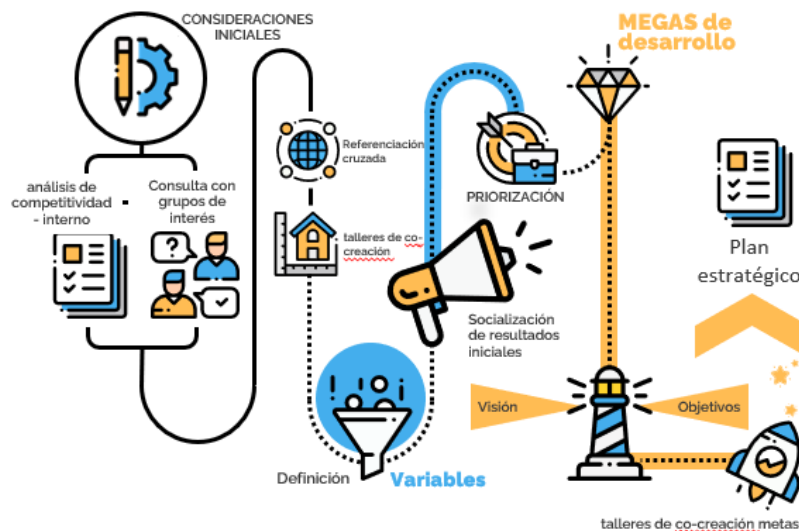 CONSIDERACIONES
INICIALES
análisis de
competitividad
- interno
Consulta con
grupos de
interés
Referenciación
cruzada
talleres de co-
creación
Definición
Variables
Socialización
de resultados
iniciales
PRIORIZACIÓN
MEGAS de
desarrollo
Visión
Objetivos
talleres de co-creación metas
Plan
estratégico